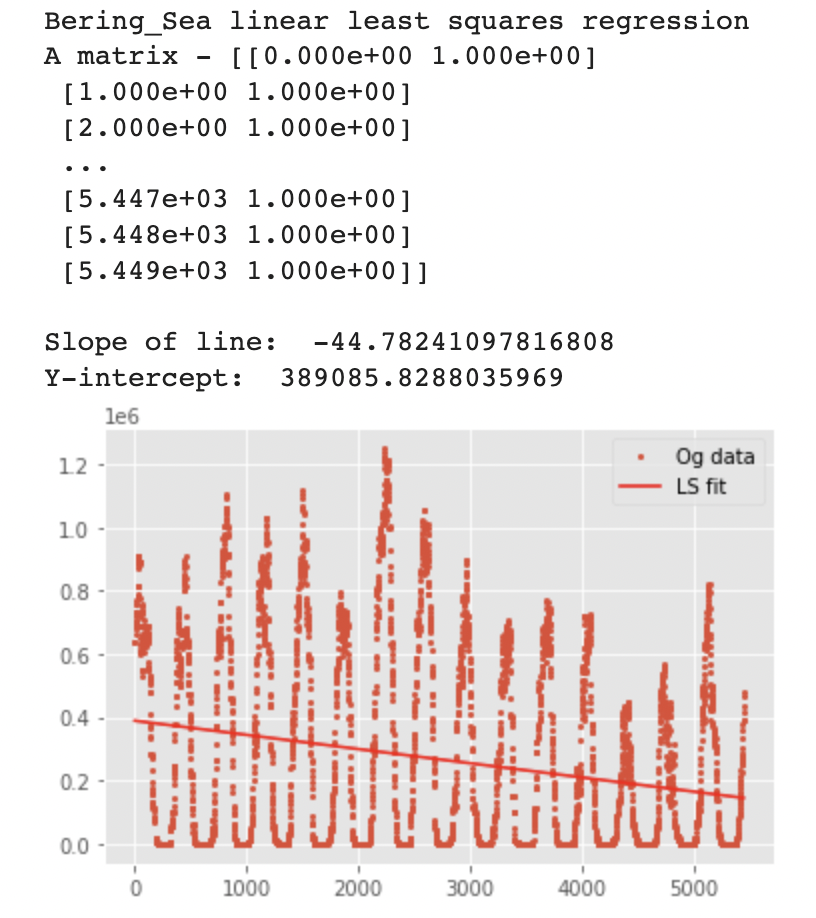 Bering_Sea linear least squares regression
A matrix - [[0.000e+00 1.000e+00]
[1.000e+00 1.000e+00]
[2.000e+00 1.000e+00]
...
[5.447e+03 1.000e+00]
[5.448e+03 1.000e+00]
[5.449e+03 1.000e+00]]
Slope of line:  -44.78241097816808
Y-intercept:  389085.8288035969
1e6
Og data
LS fit
1.2
1.0
0.8
0.6
0.4
0.2
0.0
0 1000 2000 3000 4000 5000